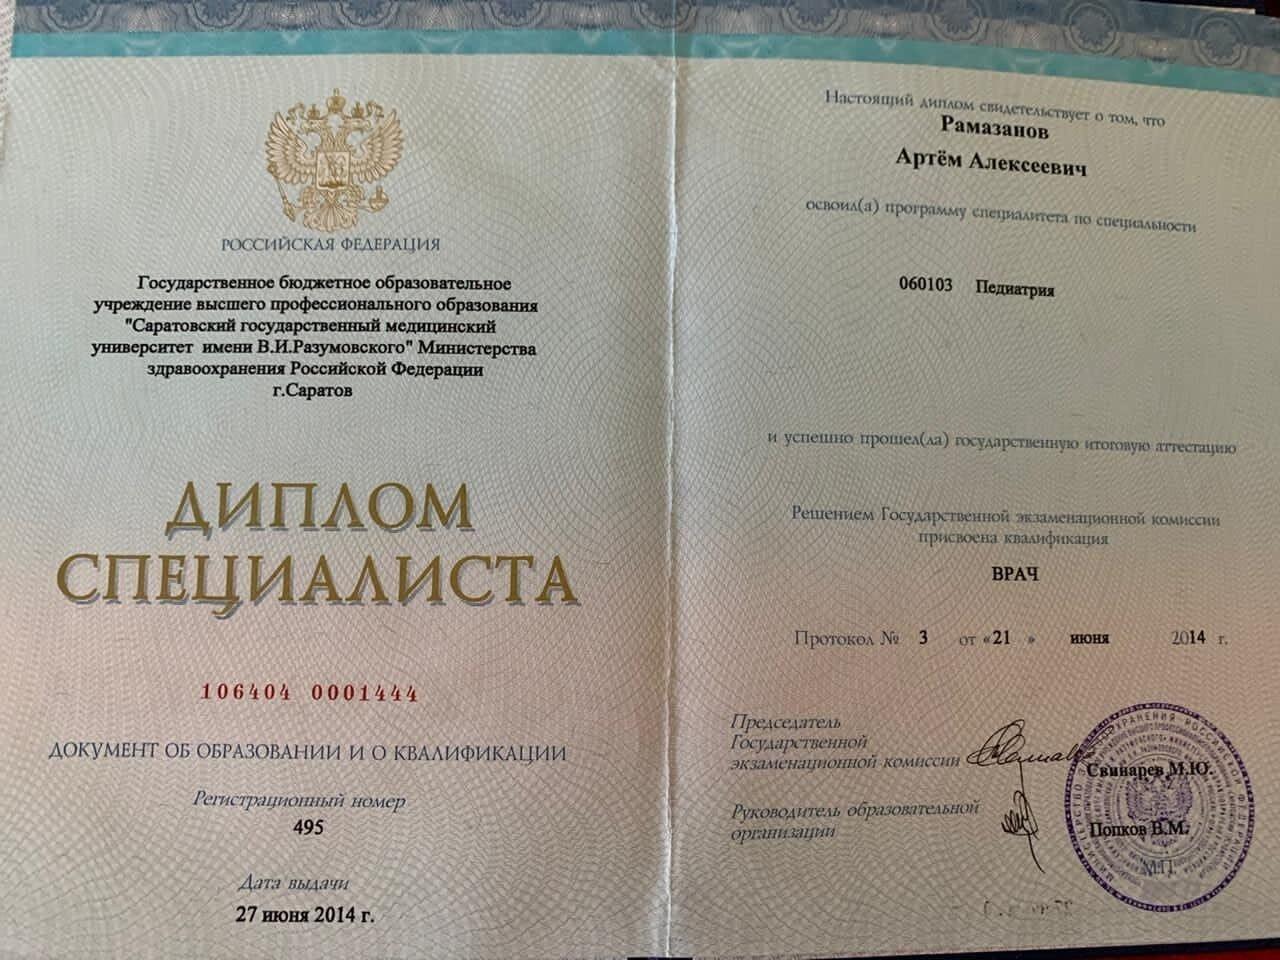 РОССИЙСКАЯ ФЕДЕРАЦИЯ
Государственное бюджетное образовательное
учреждение высшего профессионального образования
"Саратовский государственный медицинский
университет имени В.И.Разумовского" Министерства
здравоохранения Российской Федерации
г.Саратов
ДИПЛОМ
СПЕЦИАЛИСТА
106404 0001444
ДОКУМЕНТ ОБ ОБРАЗОВАНИИ И О КВАЛИФИКАЦИИ
Регистрационный номер
495
Дата выдачи
27 июня 2014 г.
Настоящий диплом свидетельствует о том, что
Рамазанов
Артём Алексеевич
освоил(а) программу специалитета по специальности
060103 Педиатрия
и успешно прошел(ла) государственную итоговую аттестацию
Решением Государственной экзаменационной комиссии
присвоена квалификация
ВРАЧ
Протокол № 3 от «21 » июня 2014 г.
Председатель
Государственной
экзаменационной комиссии
Свинарев М.Ю.
Руководитель образовательной
организации
Попков В.М.
М.П.